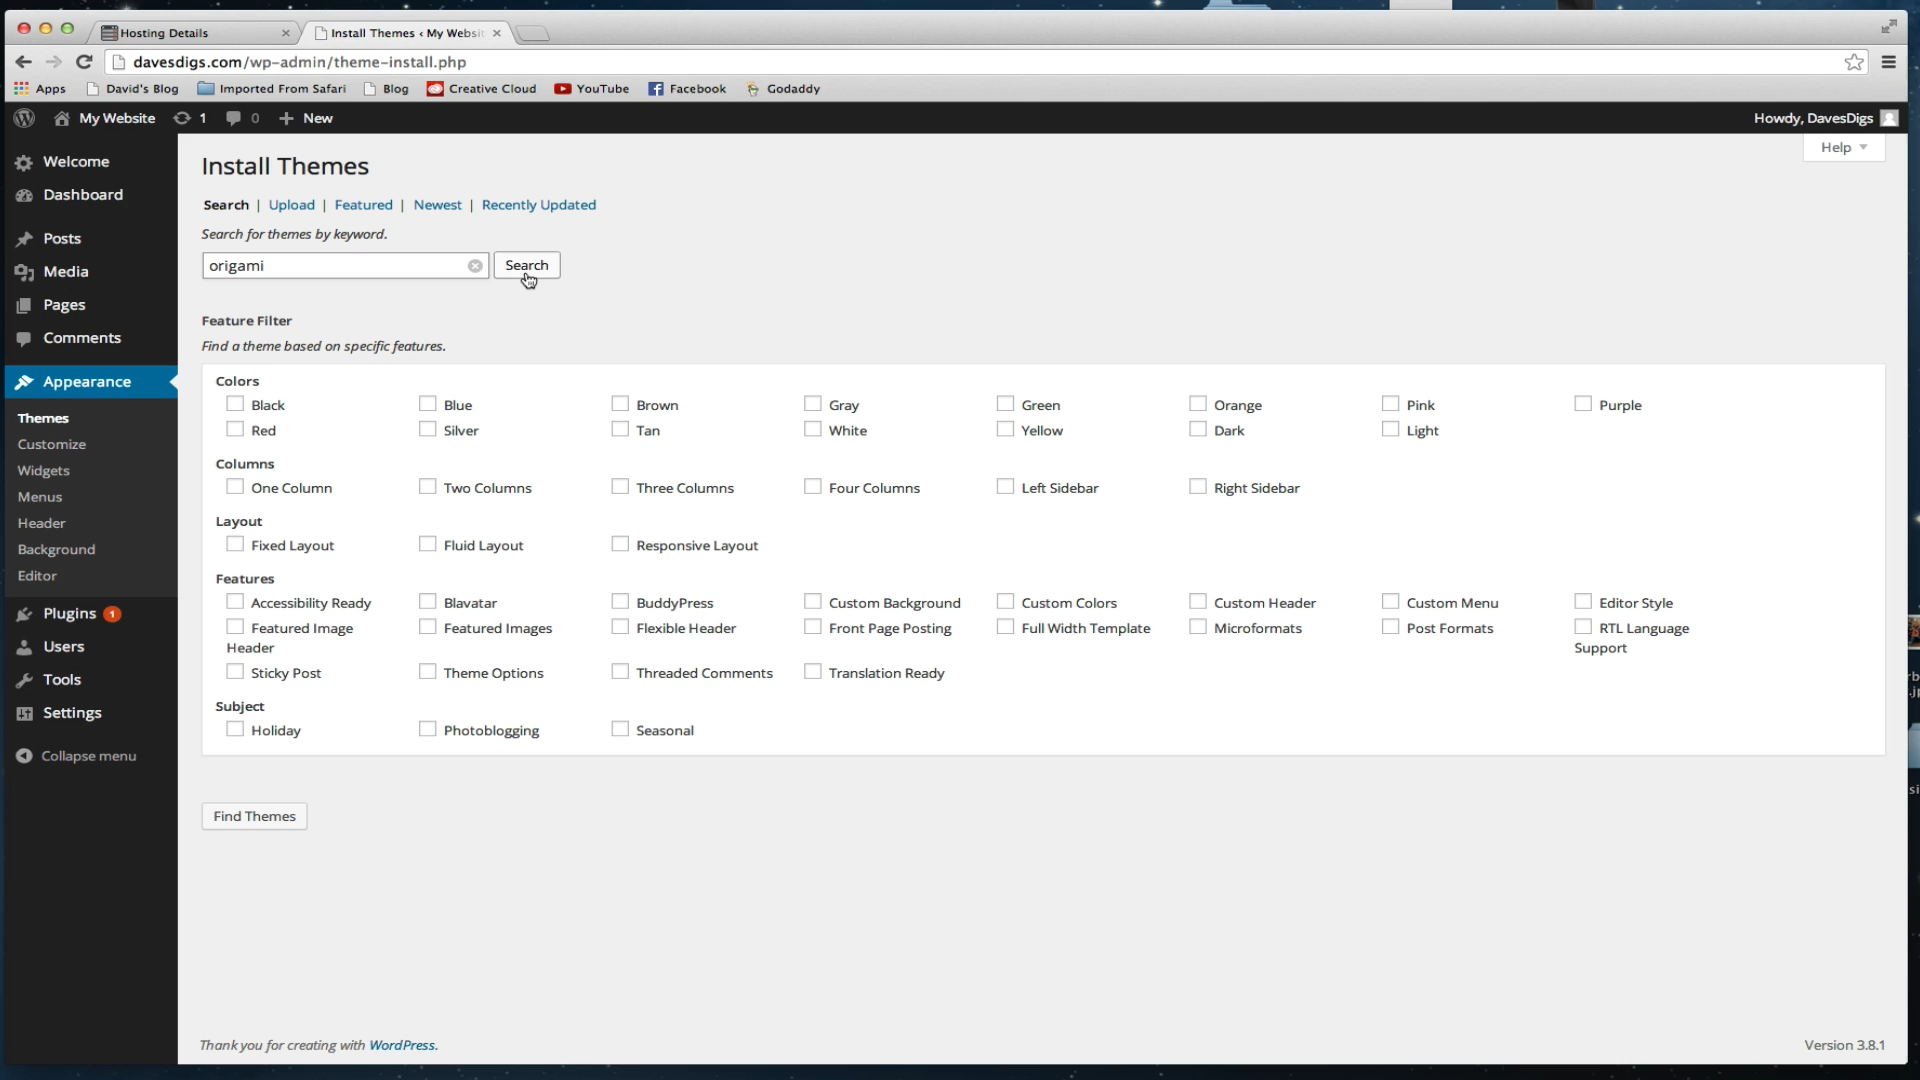 Hosting Details
Install Themes ‹ My Websit
davesdigs.com/wp-admin/theme-install.php
Apps David's Blog Imported From Safari Blog Creative Cloud YouTube Facebook Godaddy
My Website 1 0 + New Howdy, DavesDigs
Help
Welcome
Dashboard
Posts
Media
Pages
Comments
Appearance
Themes
Customize
Widgets
Menus
Header
Background
Editor
Plugins 1
Users
Tools
Settings
Collapse menu
Install Themes
Search | Upload | Featured | Newest | Recently Updated
Search for themes by keyword.
origami Search
Feature Filter
Find a theme based on specific features.
Colors
Black Blue Brown Gray Green Orange Pink Purple
Red Silver Tan White Yellow Dark Light
Columns
One Column Two Columns Three Columns Four Columns Left Sidebar Right Sidebar
Layout
Fixed Layout Fluid Layout Responsive Layout
Features
Accessibility Ready Blavatar BuddyPress Custom Background Custom Colors Custom Header Custom Menu Editor Style
Featured Image Featured Images Flexible Header Front Page Posting Full Width Template Microformats Post Formats RTL Language
Header Support
Sticky Post Theme Options Threaded Comments Translation Ready
Subject
Holiday Photoblogging Seasonal
Find Themes
Thank you for creating with WordPress. Version 3.8.1